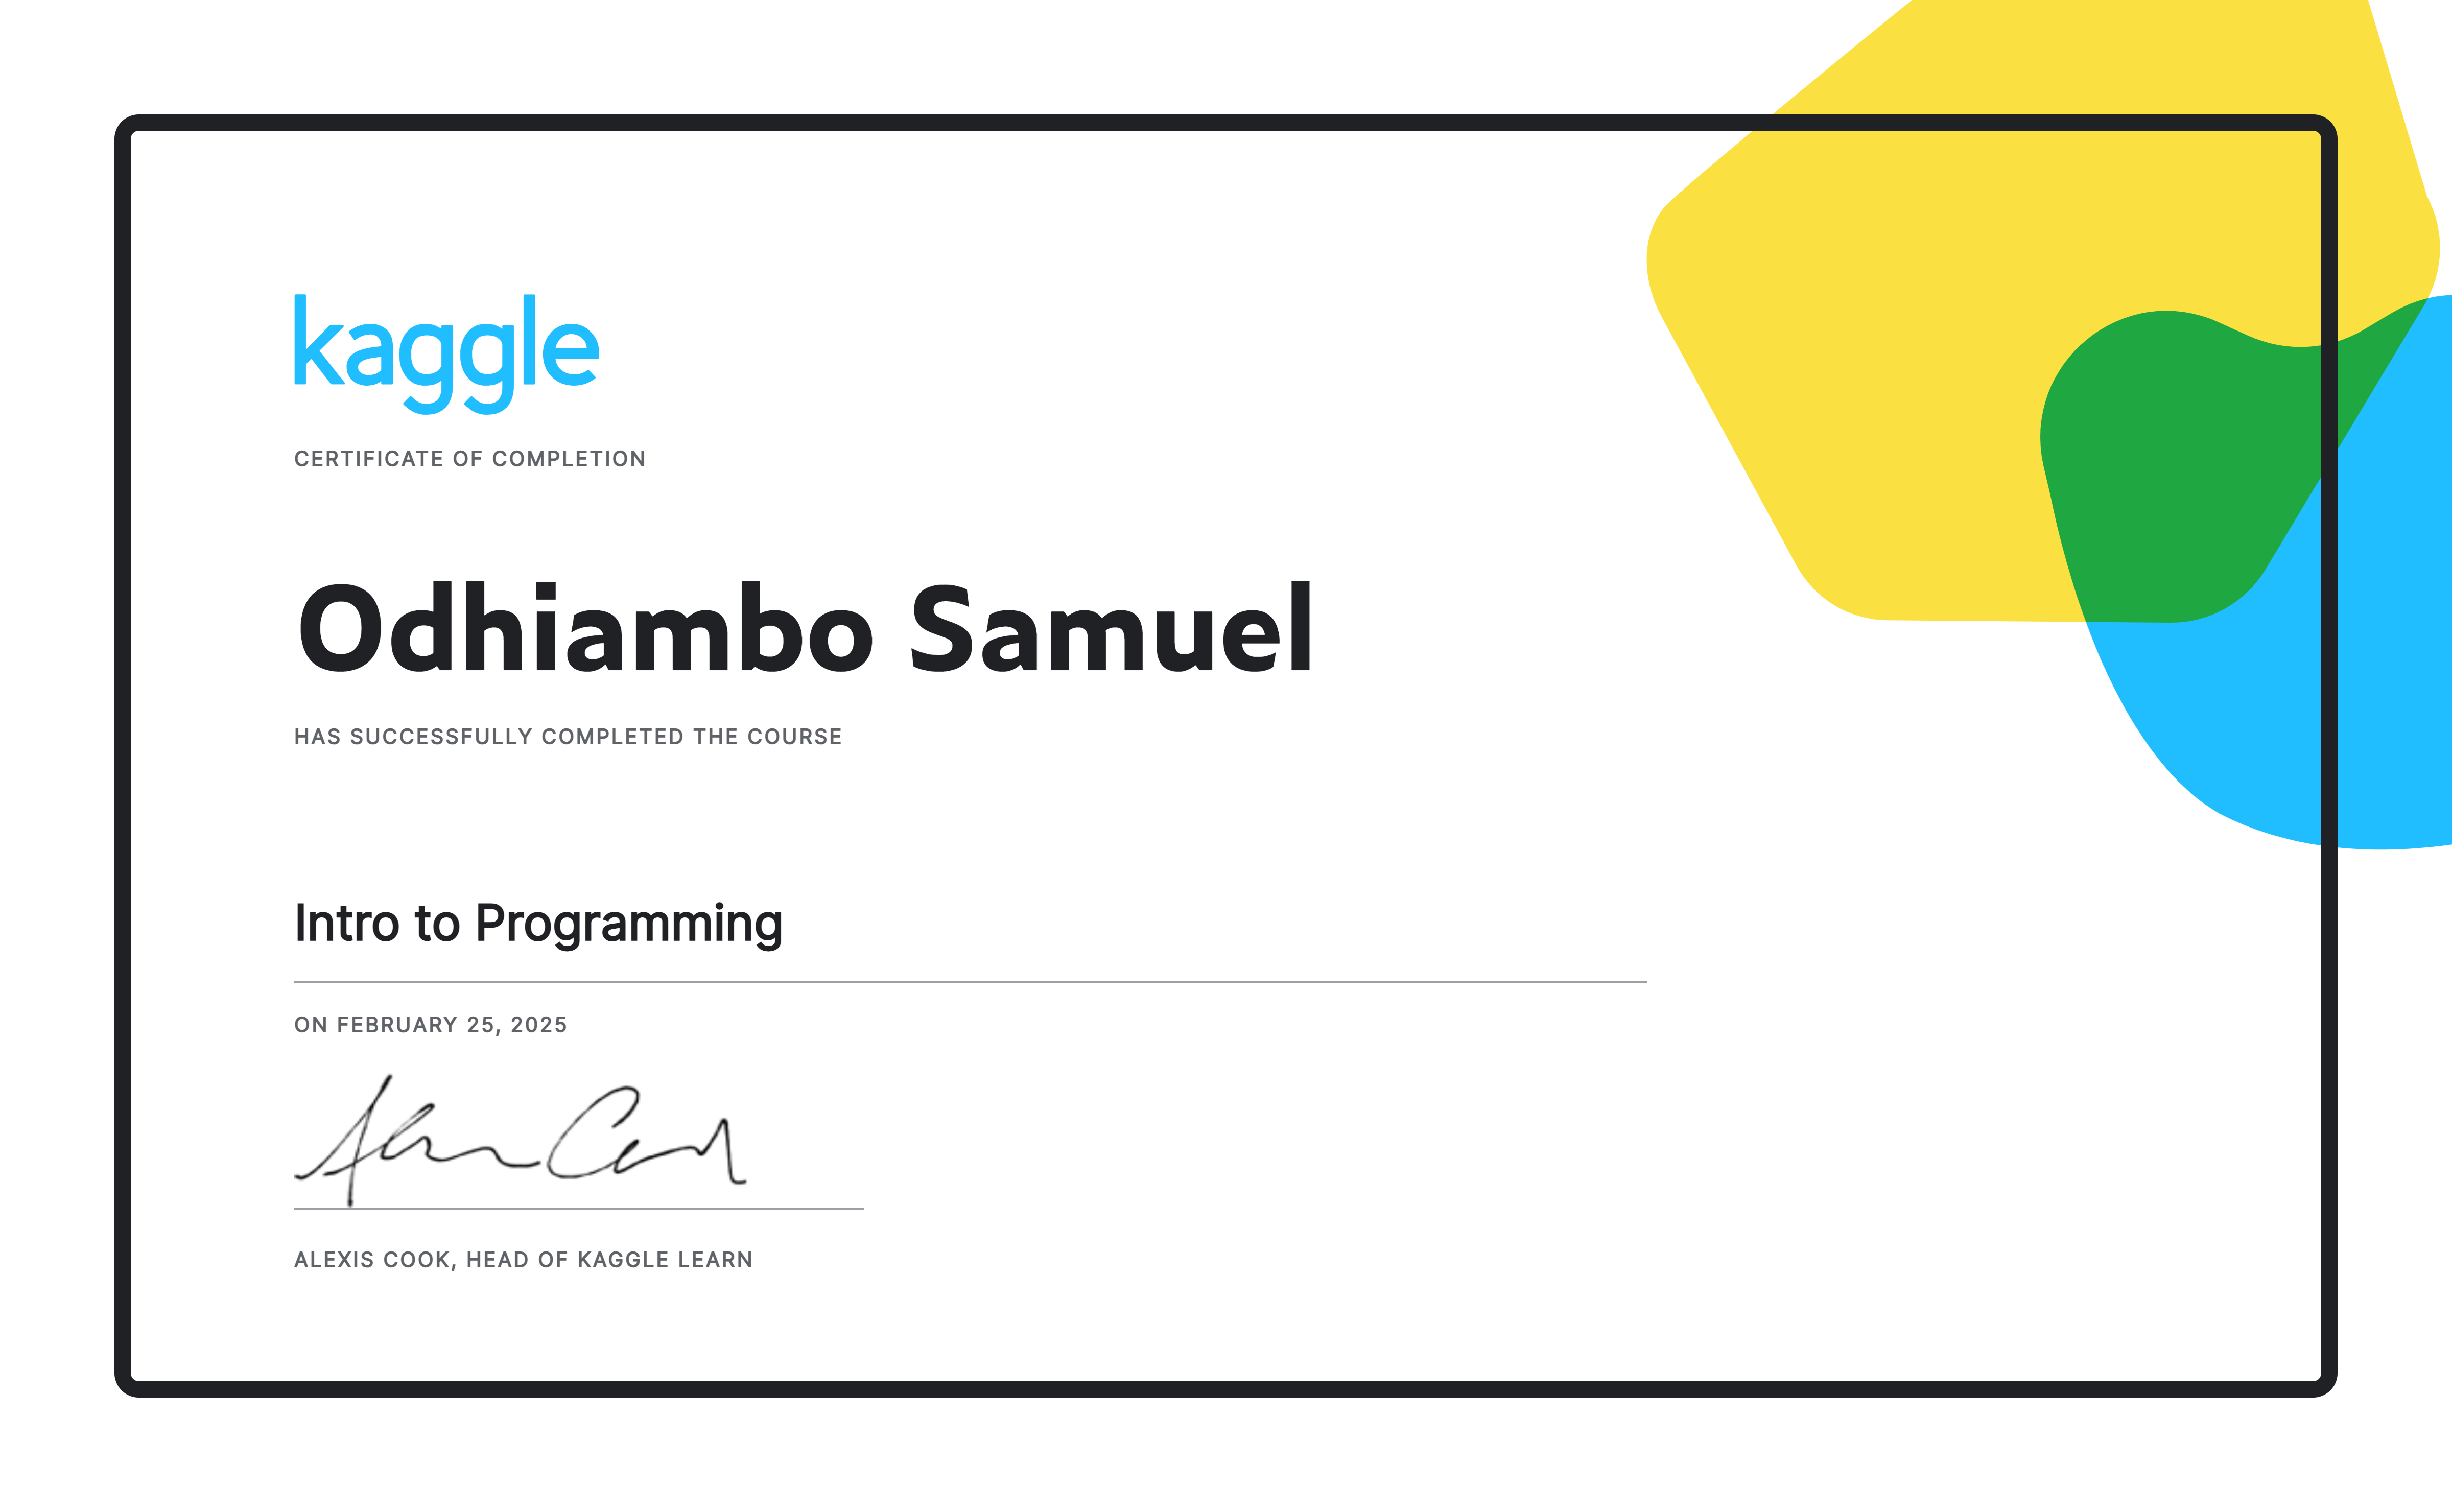 kaggle
CERTIFICATE OF COMPLETION
Odhiambo Samuel
HAS SUCCESSFULLY COMPLETED THE COURSE
Intro to Programming
ON FEBRUARY 25, 2025
ALEXIS COOK, HEAD OF KAGGLE LEARN